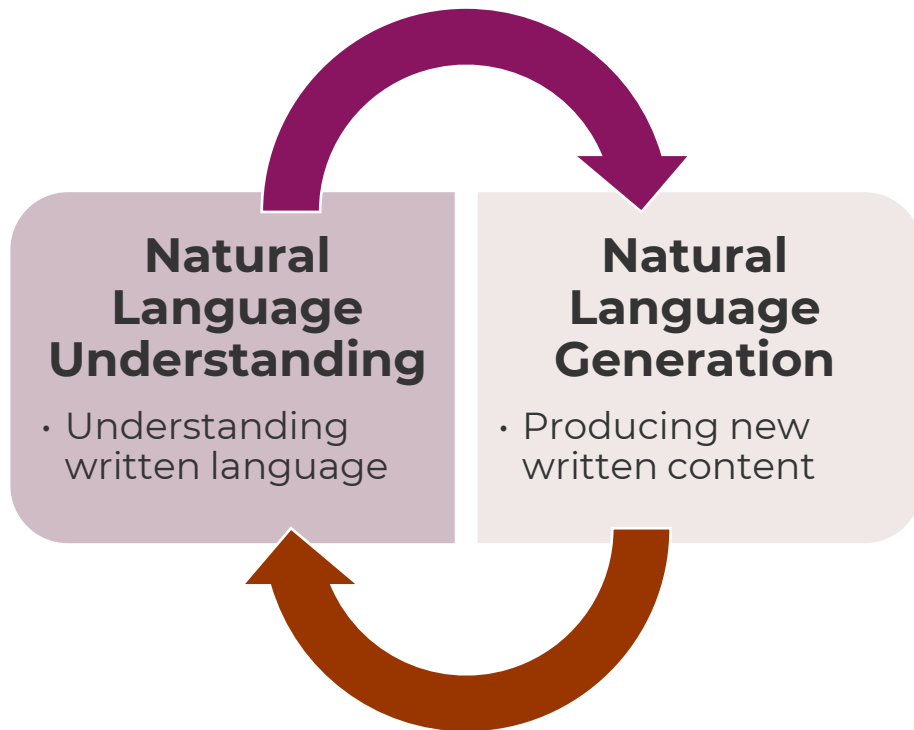 Natural
Language
Understanding
· Understanding
written language
Natural
Language
Generation
· Producing new
written content